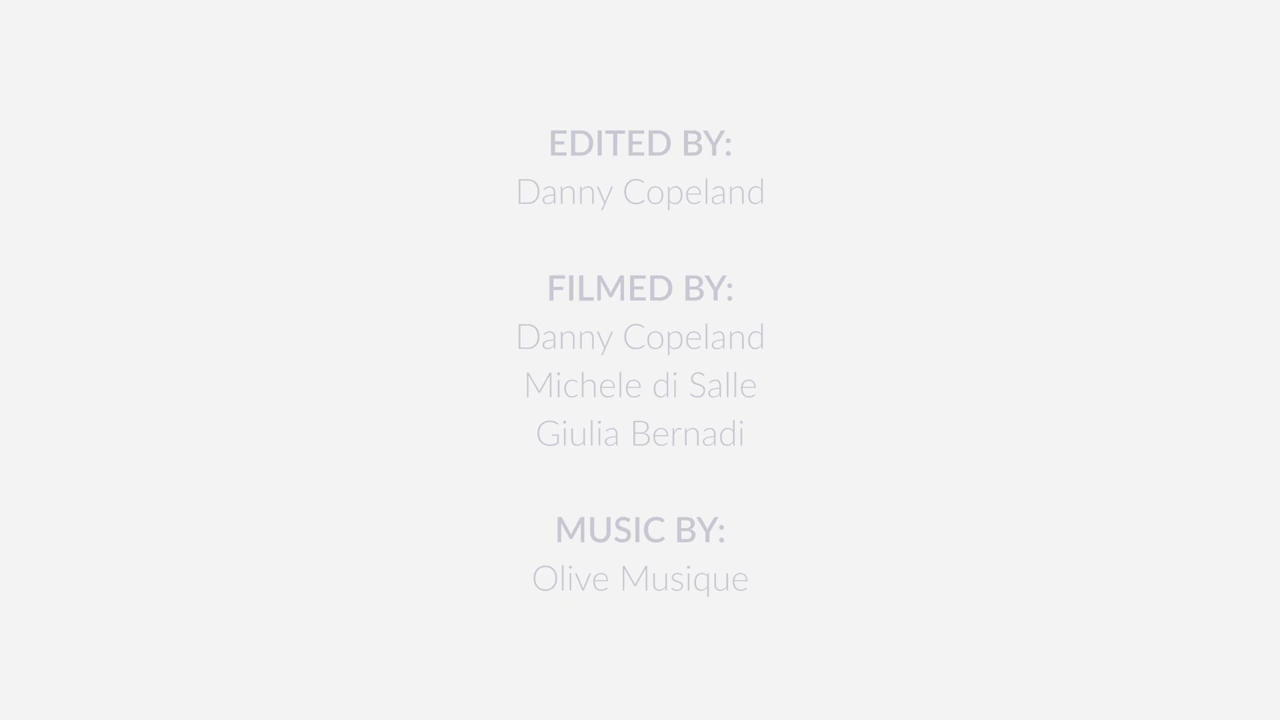 EDITED BY:
Danny Copeland
FILMED BY:
Danny Copeland
Michele di Salle
Giulia Bernadi
MUSIC BY:
Olive Musique